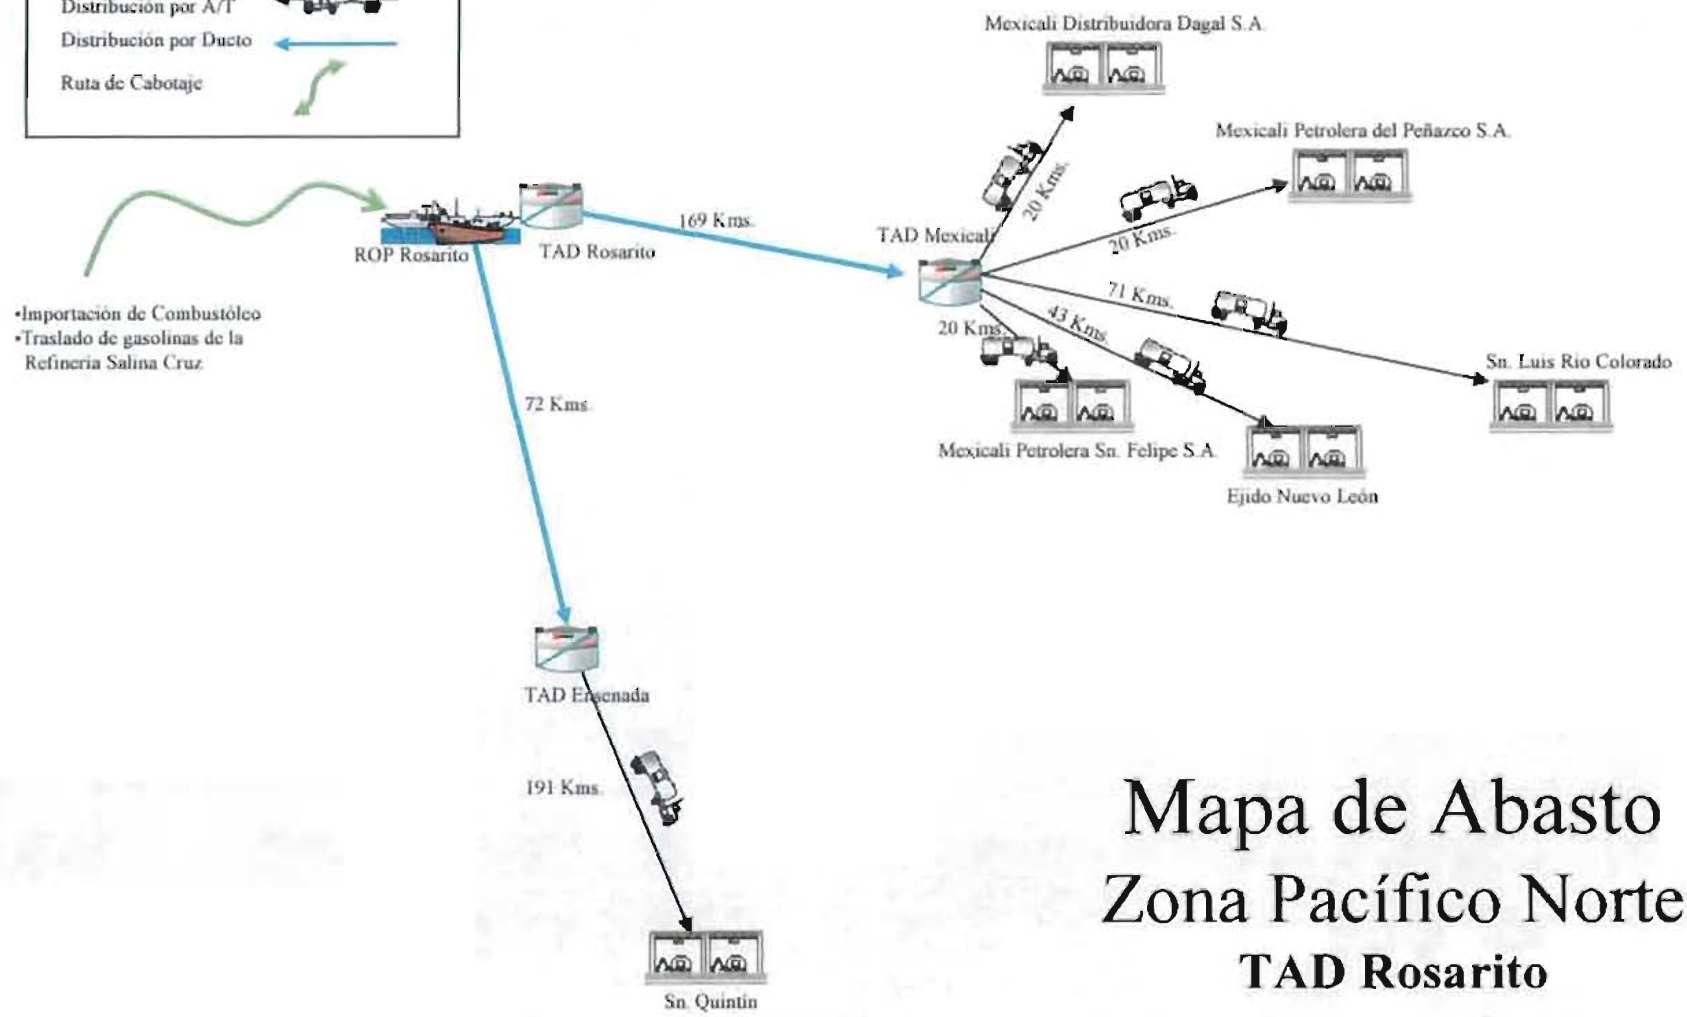 Distribución por A/T
Distribución por Ducto
Ruta de Cabotaje
Mexicali Distribuidora Dagal S.A.
20 Kms.
Mexicali Petrolera del Peñazco S.A.
20 Kms.
169 Kms.
TAD Mexicali
ROP Rosarito
TAD Rosarito
•Importación de Combustóleo
•Traslado de gasolinas de la
Refinería Salina Cruz
71 Kms.
43 Kms.
20 Kms.
Sn. Luis Rio Colorado
Mexicali Petrolera Sn. Felipe S.A.
Ejido Nuevo León
72 Kms.
TAD Ensenada
191 Kms.
Sn. Quintín
Mapa de Abasto
Zona Pacífico Norte
TAD Rosarito